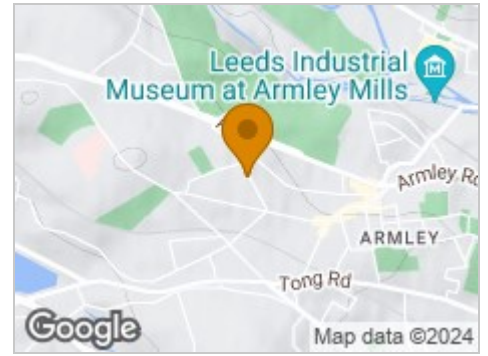 Leeds Industrial
Museum at Armley Mills
Armley Rd
ARMLEY
Tong Rd
Google
Map data ©2024